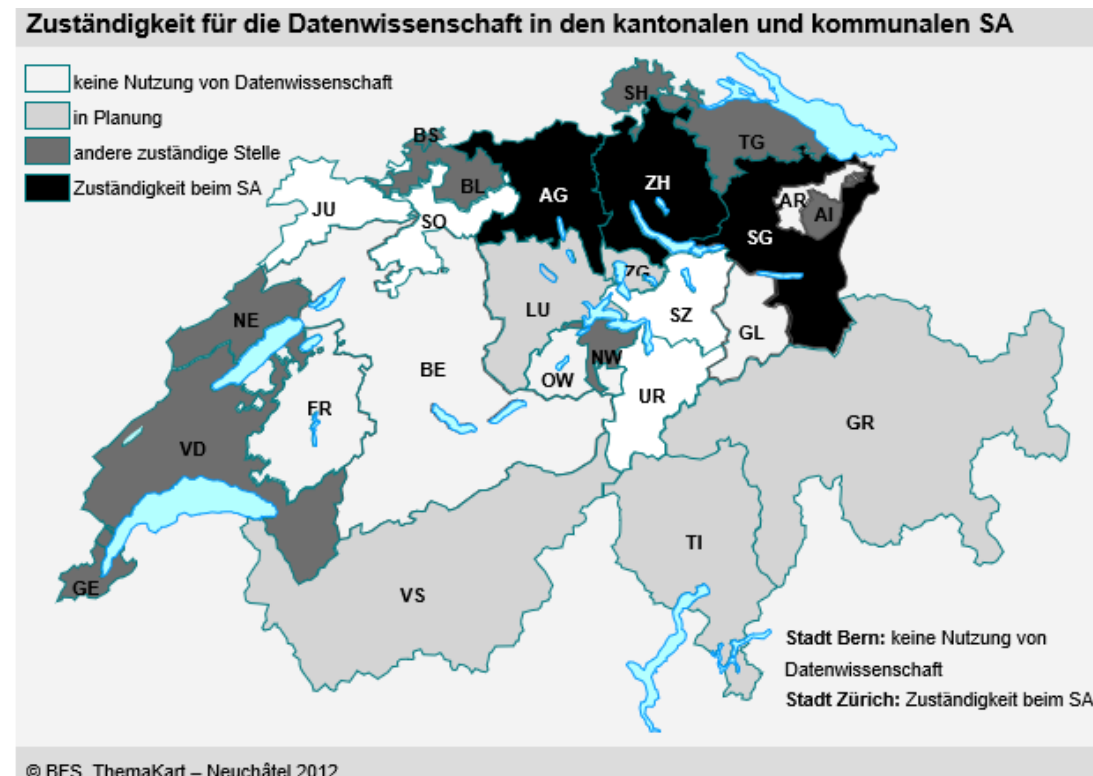 Zuständigkeit für die Datenwissenschaft in den kantonalen und kommunalen SA
keine Nutzung von Datenwissenschaft
in Planung
andere zuständige Stelle
Zuständigkeit beim SA
SH
BS
TG
BL
AG
ZH
JU
SO
AR
AI
SG
ZG
LU
SZ
NE
GL
BE
NW
OW
UR
FR
GR
VD
TI
GE
VS
Stadt Bern: keine Nutzung von
Datenwissenschaft
Stadt Zürich: Zuständigkeit beim SA
© BFS, ThemaKart – Neuchâtel 2012